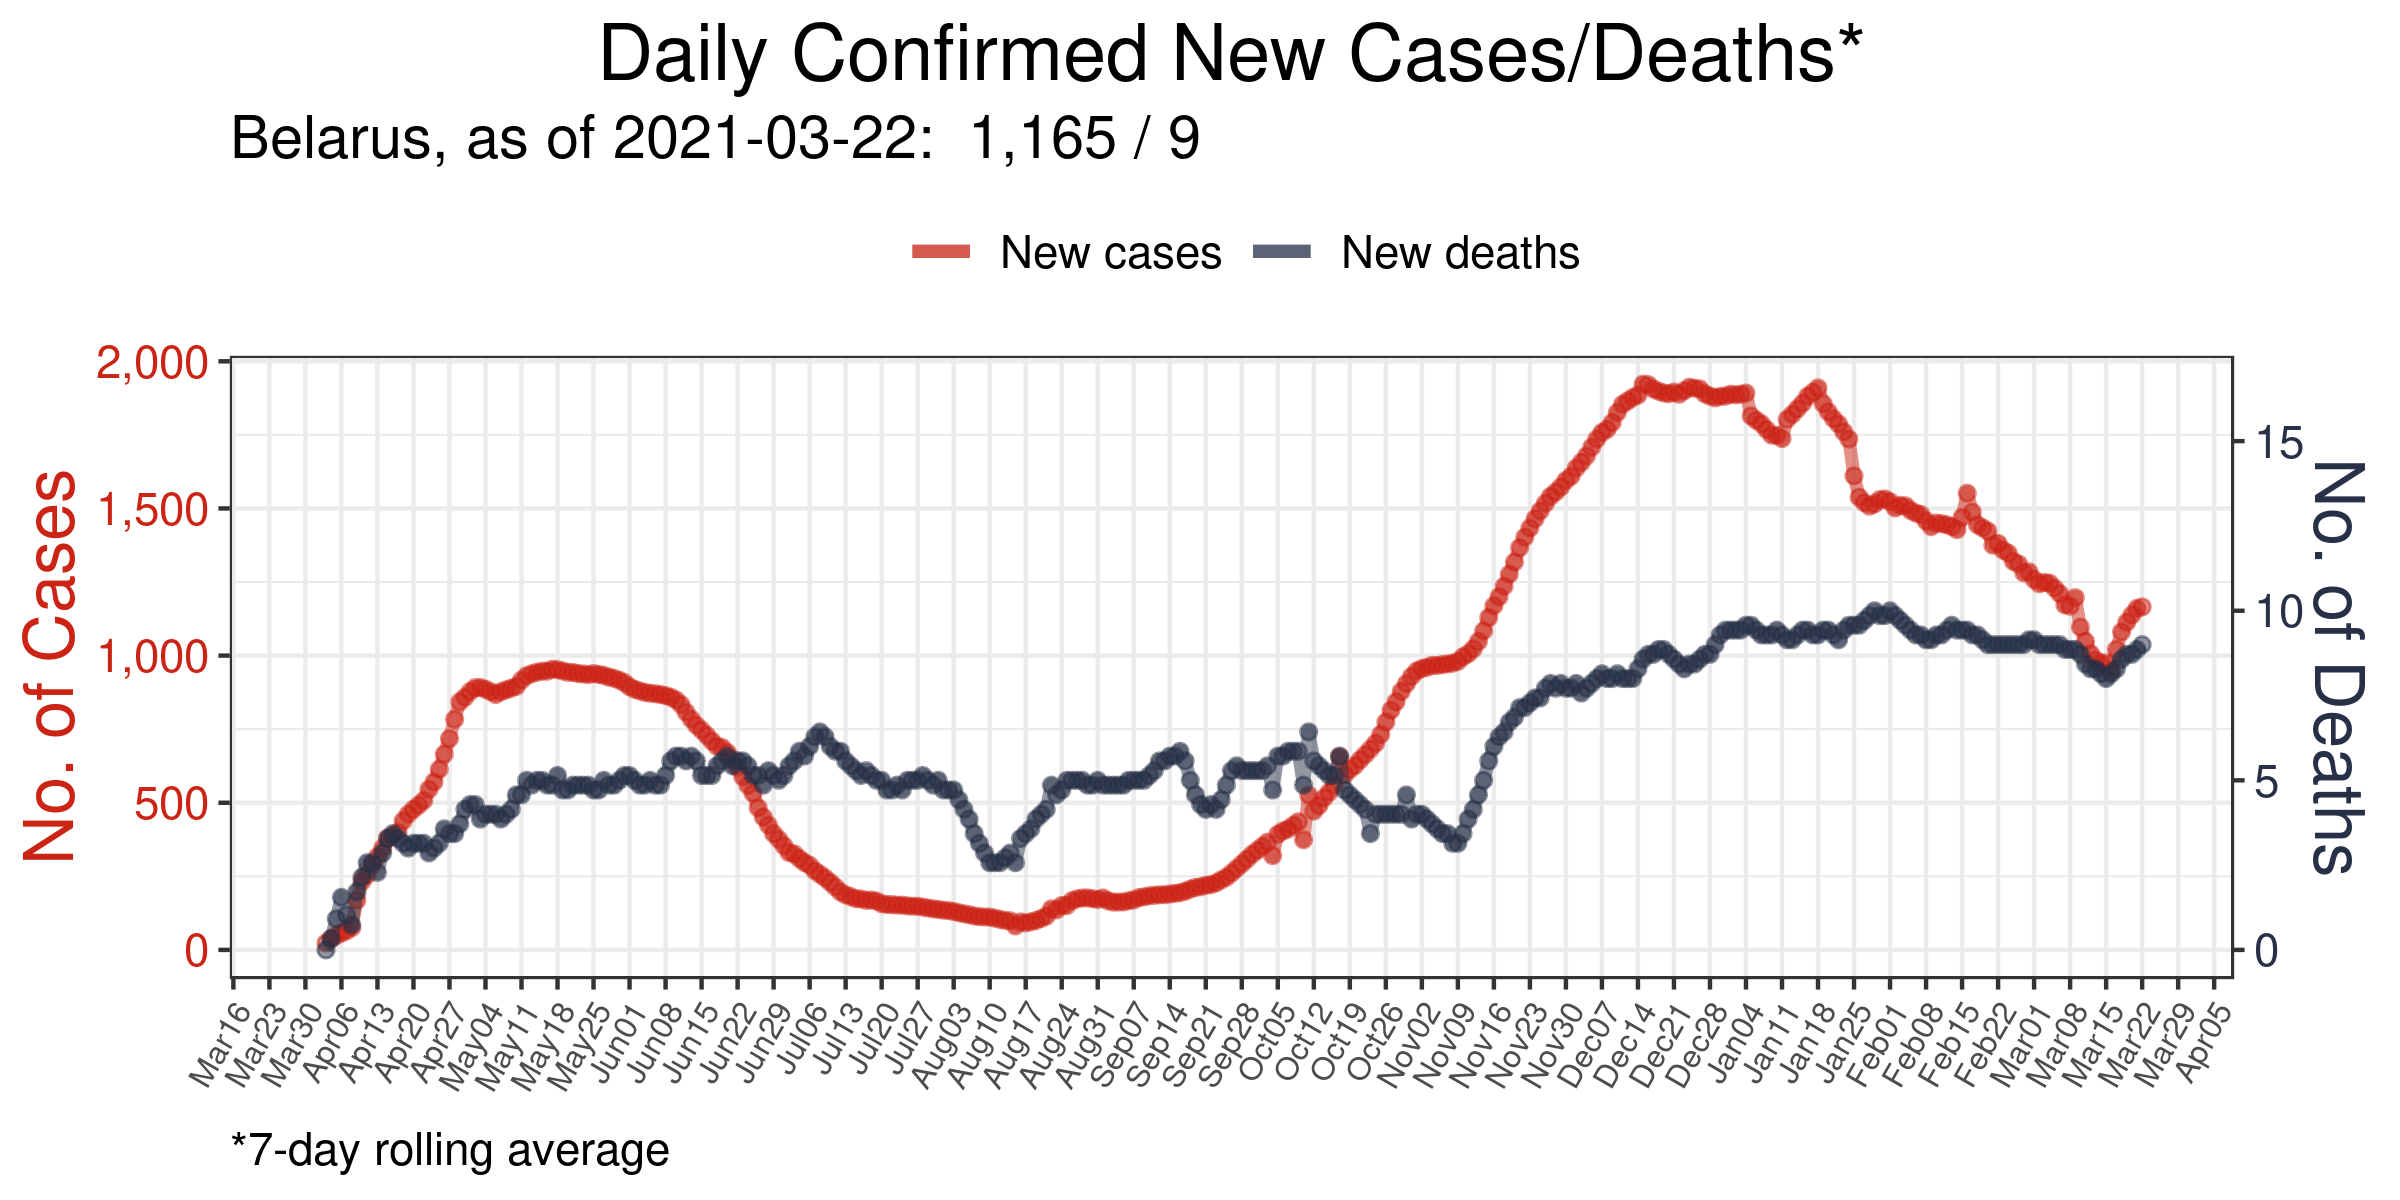 Daily Confirmed New Cases/Deaths*
Belarus, as of 2021-03-22:  1,165 / 9
New cases
New deaths
No. of Cases
2,000
1,500
1,000
500
0
15
10
5
0
No. of Deaths
Mar16
Mar23
Mar30
Apr06
Apr13
Apr20
Apr27
May04
May11
May18
May25
Jun01
Jun08
Jun15
Jun22
Jun29
Jul06
Jul13
Jul20
Jul27
Aug03
Aug10
Aug17
Aug24
Aug31
Sep07
Sep14
Sep21
Sep28
Oct05
Oct12
Oct19
Oct26
Nov02
Nov09
Nov16
Nov23
Nov30
Dec07
Dec14
Dec21
Dec28
Jan04
Jan11
Jan18
Jan25
Feb01
Feb08
Feb15
Feb22
Mar01
Mar08
Mar15
Mar22
Mar29
Apr05
*7-day rolling average